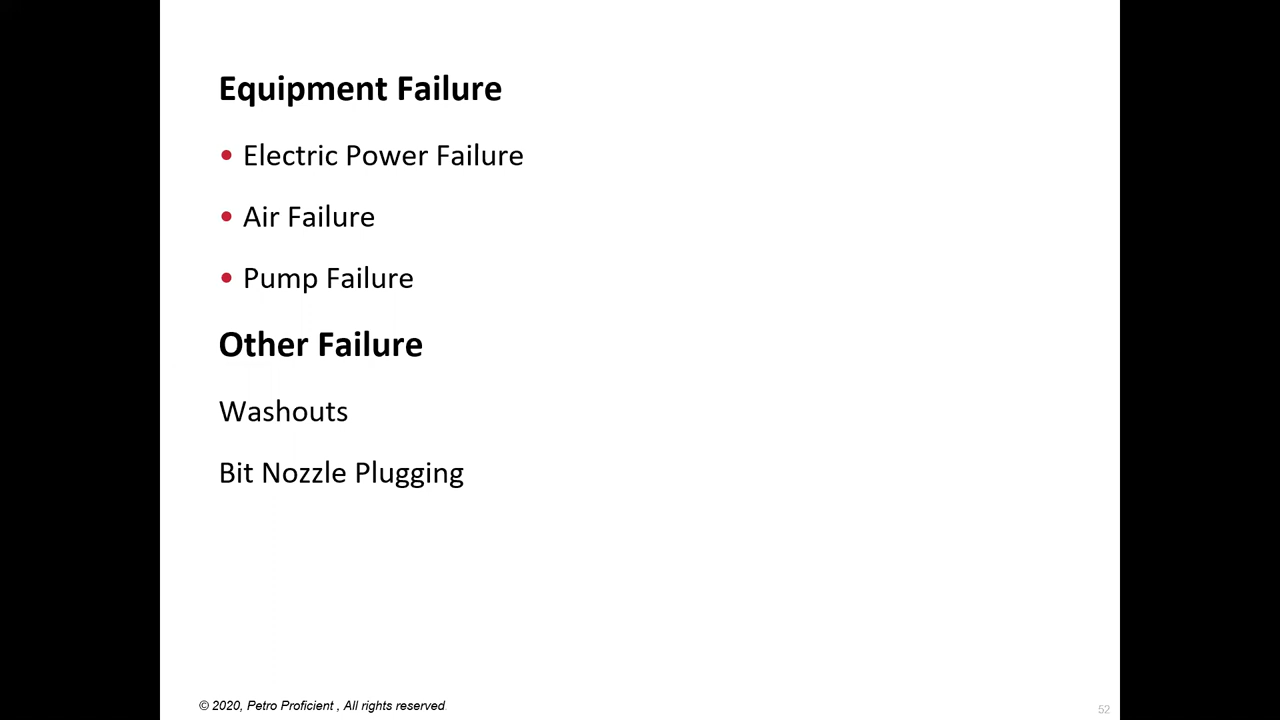 Equipment Failure
• Electric Power Failure
• Air Failure
• Pump Failure
Other Failure
Washouts
Bit Nozzle Plugging
© 2020, Petro Proficient , All rights reserved
52